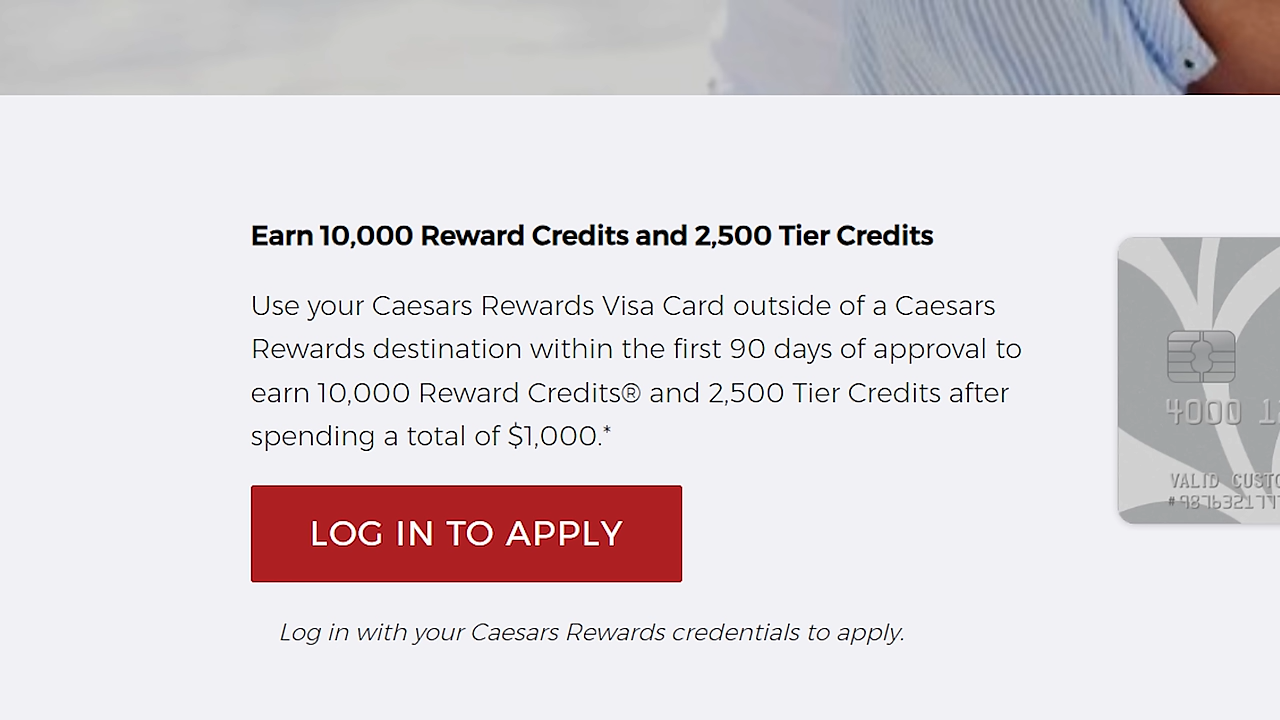 Earn 10,000 Reward Credits and 2,500 Tier Credits
Use your Caesars Rewards Visa Card outside of a Caesars
Rewards destination within the first 90 days of approval to
earn 10,000 Reward Credits® and 2,500 Tier Credits after
spending a total of $1,000.*
LOG IN TO APPLY
Log in with your Caesars Rewards credentials to apply.
4000
VALID